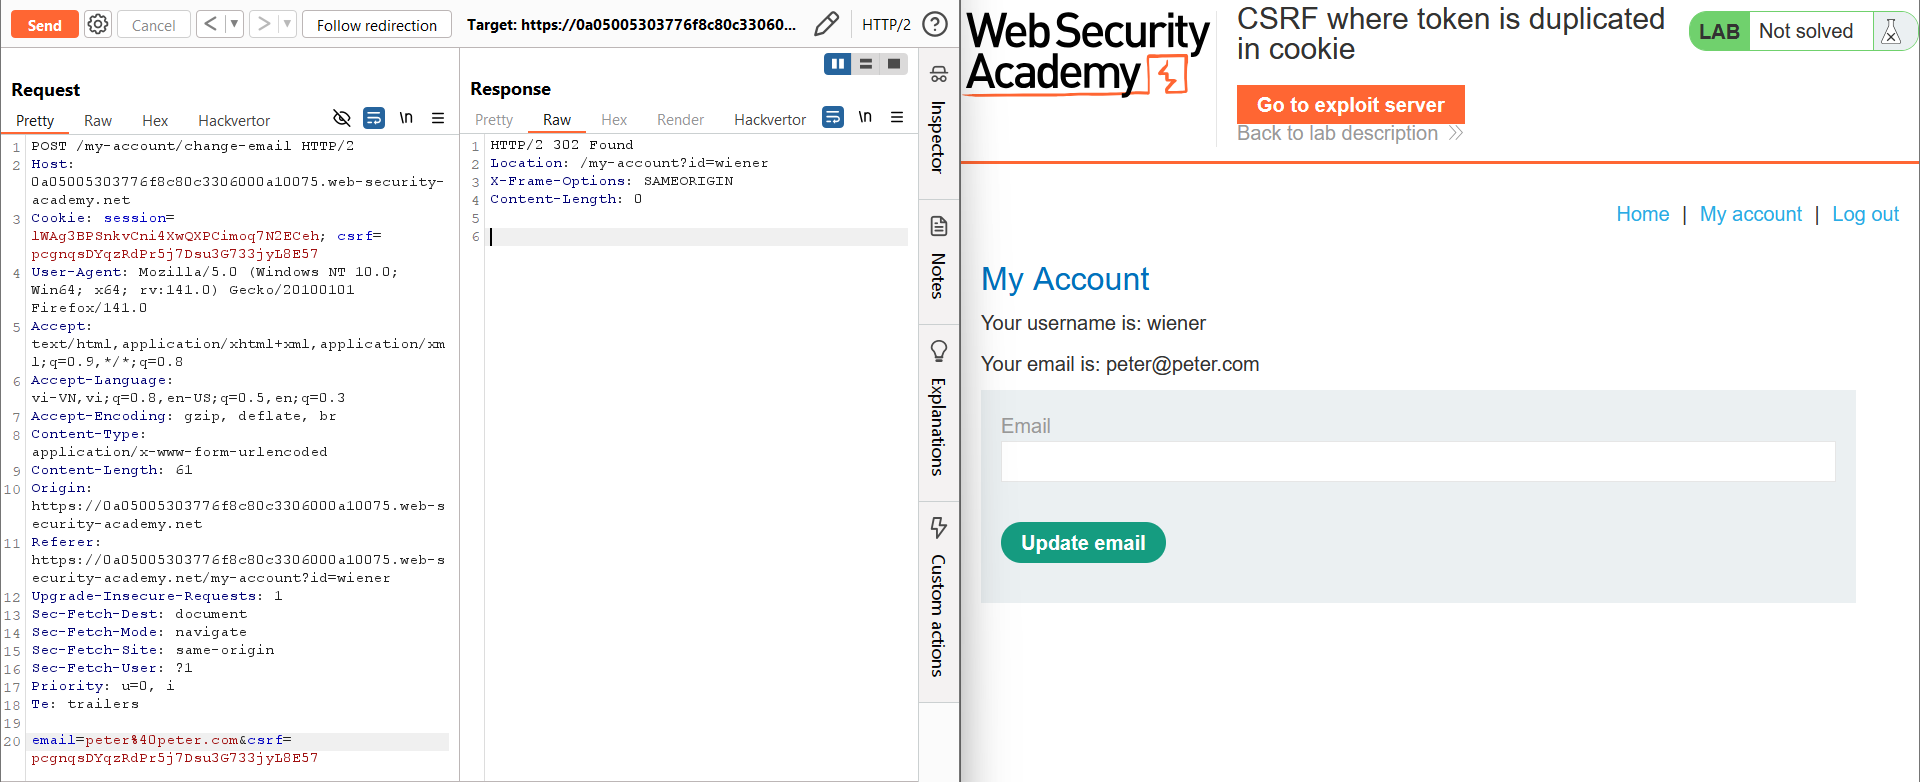 Send
Cancel
<
>
Follow redirection
Target: https://0a05005303776f8c80c33060...
HTTP/2
?
Request
Pretty
Raw
Hex
Hackvertor
\n
1 POST /my-account/change-email HTTP/2
2 Host:
0a05005303776f8c80c3306000a10075.web-security-
academy.net
3 Cookie: session=
lWAg3BPSnkvCni4XwQXPCimoq7N2ECeh; csrf=
pcgnqsDYqzRdPr5j7Dsu3G733jyL8E57
4 User-Agent: Mozilla/5.0 (Windows NT 10.0;
Win64; x64; rv:141.0) Gecko/20100101
Firefox/141.0
5 Accept:
text/html,application/xhtml+xml,application/xm
l;q=0.9,*/*;q=0.8
6 Accept-Language:
vi-VN,vi;q=0.8,en-US;q=0.5,en;q=0.3
7 Accept-Encoding: gzip, deflate, br
8 Content-Type:
application/x-www-form-urlencoded
9 Content-Length: 61
10 Origin:
https://0a05005303776f8c80c3306000a10075.web-s
ecurity-academy.net
11 Referer:
https://0a05005303776f8c80c3306000a10075.web-s
ecurity-academy.net/my-account?id=wiener
12 Upgrade-Insecure-Requests: 1
13 Sec-Fetch-Dest: document
14 Sec-Fetch-Mode: navigate
15 Sec-Fetch-Site: same-origin
16 Sec-Fetch-User: ?1
17 Priority: u=0, i
18 Te: trailers
19
20 email=peter%40peter.com&csrf=
pcgnqsDYqzRdPr5j7Dsu3G733jyL8E57
Response
Pretty
Raw
Hex
Render
Hackvertor
\n
1 HTTP/2 302 Found
2 Location: /my-account?id=wiener
3 X-Frame-Options: SAMEORIGIN
4 Content-Length: 0
5
6
Inspector
Notes
Explanations
Custom actions
Web Security
Academy
CSRF where token is duplicated
in cookie
Go to exploit server
Back to lab description
LAB
Not solved
Home | My account | Log out
My Account
Your username is: wiener
Your email is: peter@peter.com
Email
Update email